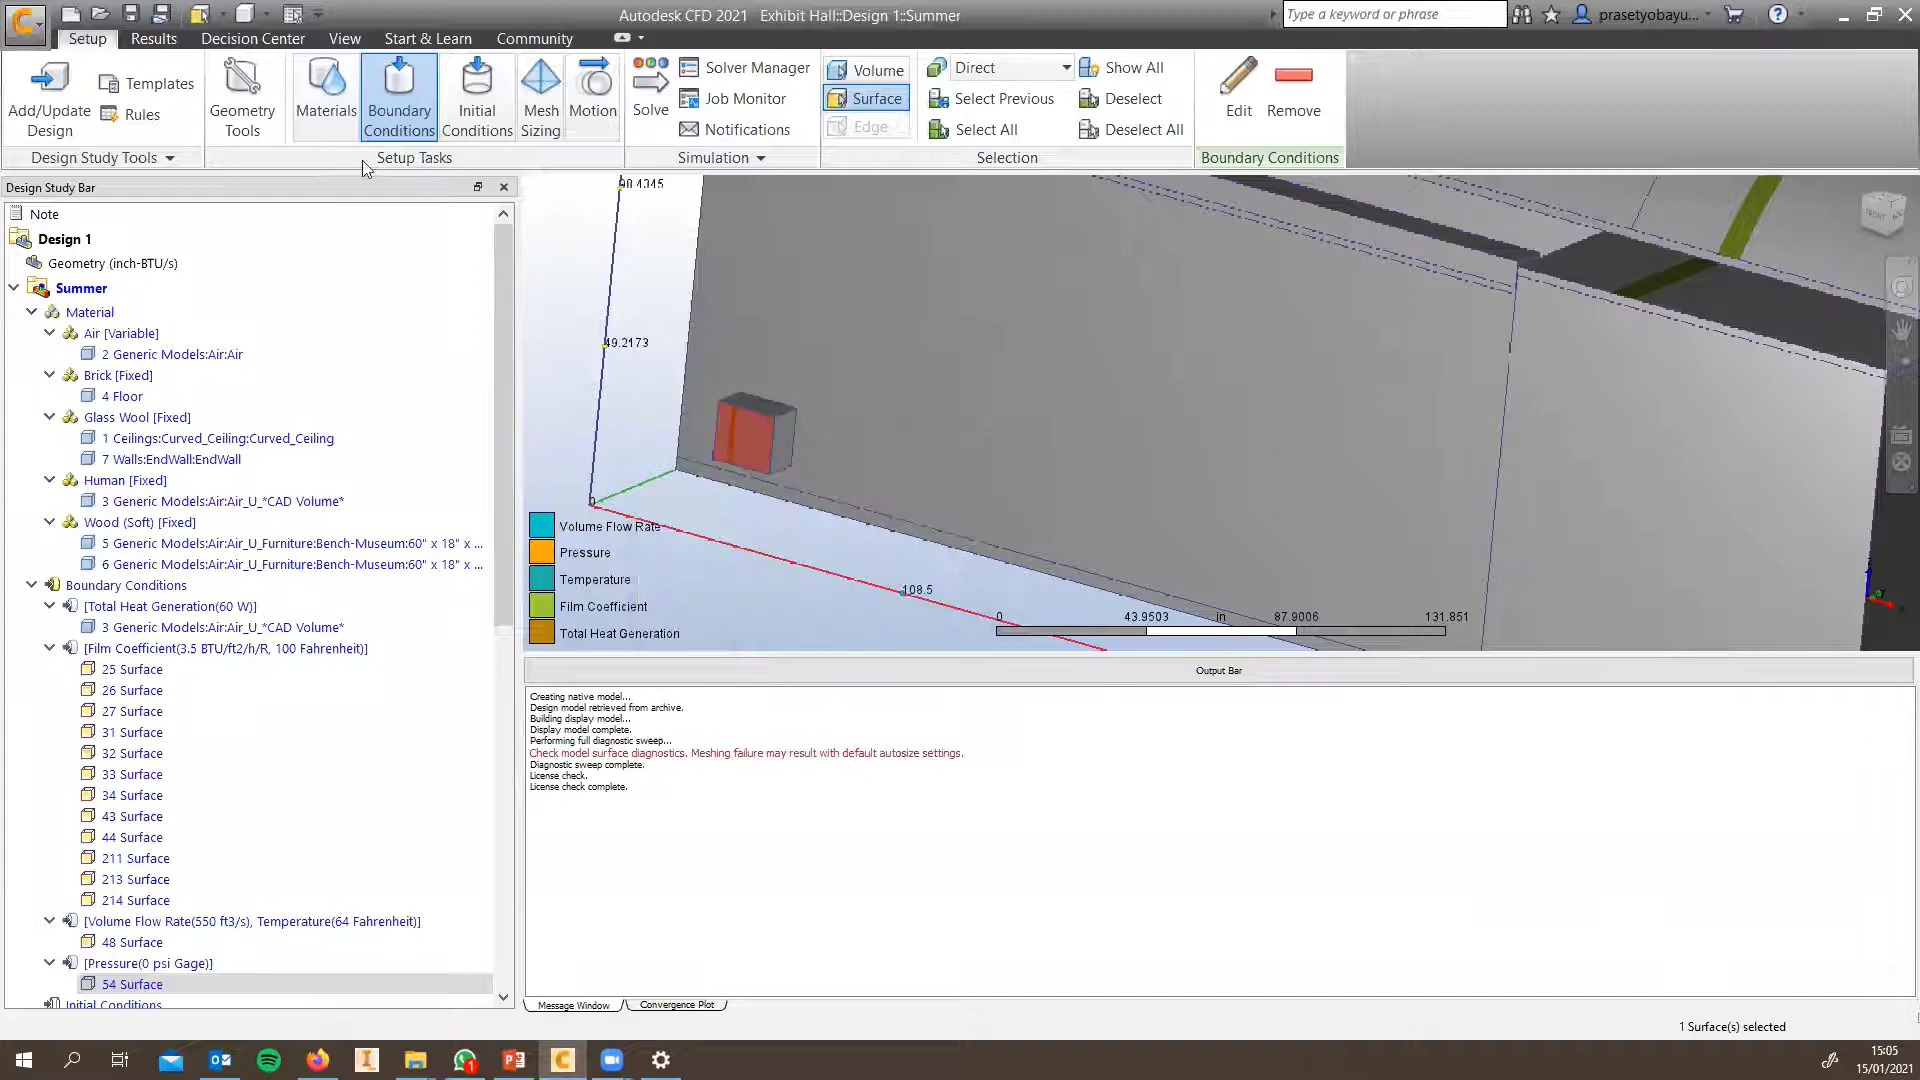 Autodesk CFD 2021 Exhibit Hall::Design 1::Summer
Type a keyword or phrase
prasetyobayu...
Setup
Results
Decision Center
View
Start & Learn
Community
Add/Update Design
Templates
Rules
Design Study Tools
Geometry Tools
Materials
Boundary Conditions
Initial Conditions
Mesh Sizing
Motion
Setup Tasks
Solve
Solver Manager
Job Monitor
Notifications
Simulation
Volume
Surface
Edge
Direct
Select Previous
Select All
Show All
Deselect
Deselect All
Selection
Edit
Remove
Boundary Conditions
Design Study Bar
Note
Design 1
Geometry (inch-BTU/s)
Summer
Material
Air [Variable]
2 Generic Models:Air:Air
Brick [Fixed]
4 Floor
Glass Wool [Fixed]
1 Ceilings:Curved_Ceiling:Curved_Ceiling
7 Walls:EndWall:EndWall
Human [Fixed]
3 Generic Models:Air:Air_U_*CAD Volume*
Wood (Soft) [Fixed]
5 Generic Models:Air:Air_U_Furniture:Bench-Museum:60" x 18" x ...
6 Generic Models:Air:Air_U_Furniture:Bench-Museum:60" x 18" x ...
Boundary Conditions
[Total Heat Generation(60 W)]
3 Generic Models:Air:Air_U_*CAD Volume*
[Film Coefficient(3.5 BTU/ft2/h/R, 100 Fahrenheit)]
25 Surface
26 Surface
27 Surface
31 Surface
32 Surface
33 Surface
34 Surface
43 Surface
44 Surface
211 Surface
213 Surface
214 Surface
[Volume Flow Rate(550 ft3/s), Temperature(64 Fahrenheit)]
48 Surface
[Pressure(0 psi Gage)]
54 Surface
Initial Conditions
98.4345
49.2173
0
108.5
FRONT
Volume Flow Rate
Pressure
Temperature
Film Coefficient
Total Heat Generation
0 43.9503 in 87.9006 131.851
Output Bar
Creating native model...
Design model retrieved from archive.
Building display model...
Display model complete.
Performing full diagnostic sweep...
Check model surface diagnostics. Meshing failure may result with default autosize settings.
Diagnostic sweep complete.
License check.
License check complete.
Message Window
Convergence Plot
1 Surface(s) selected
15:05
15/01/2021